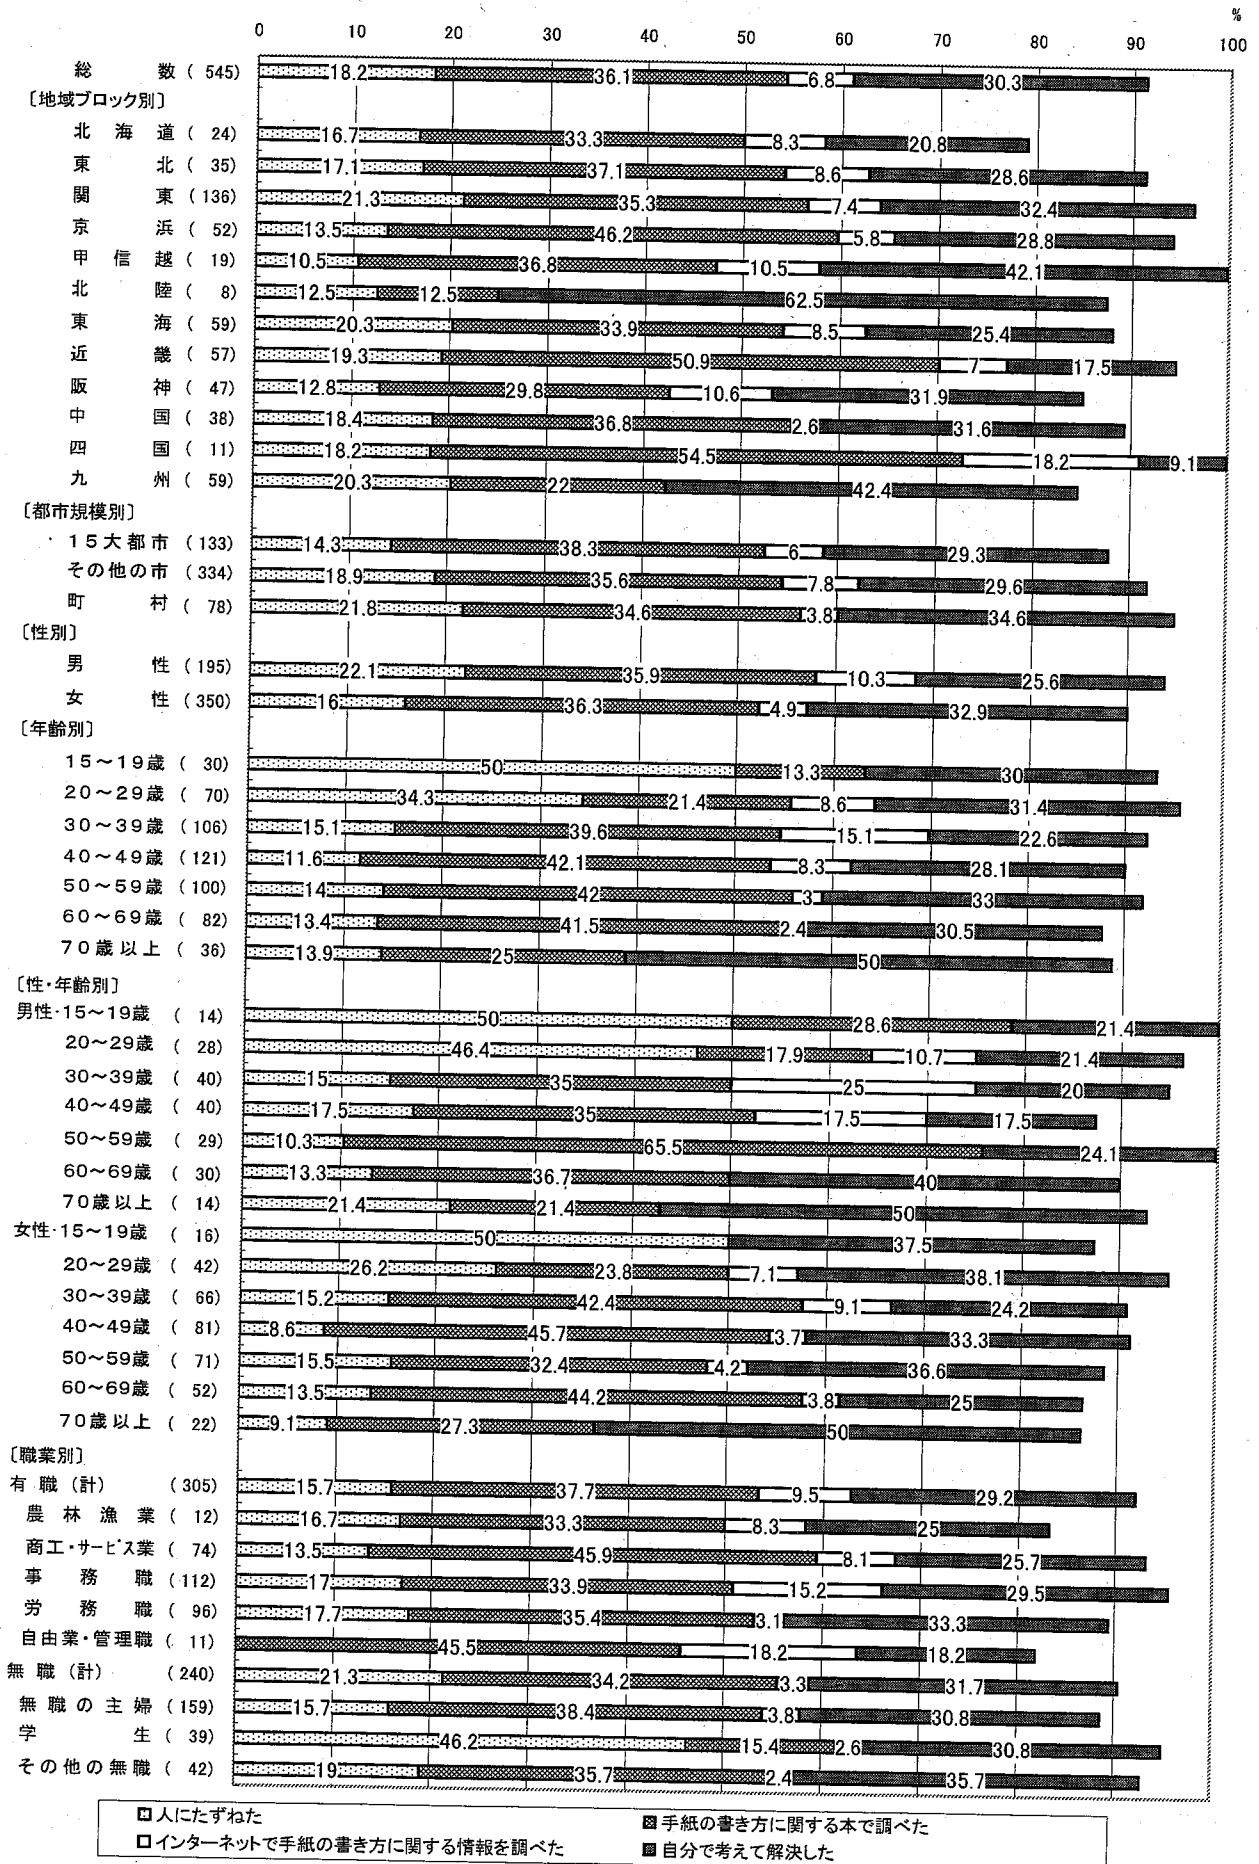 %
0 10 20 30 40 50 60 70 80 90 100
総数 ( 545) 18.2 36.1 6.8 30.3
〔地域ブロック別〕
北海道 ( 24) 16.7 33.3 8.3 20.8
東北 ( 35) 17.1 37.1 8.6 28.6
関東 ( 136) 21.3 35.3 7.4 32.4
京浜 ( 52) 13.5 46.2 5.8 28.8
甲信越 ( 19) 10.5 36.8 10.5 42.1
北陸 ( 8) 12.5 12.5 62.5
東海 ( 59) 20.3 33.9 8.5 25.4
近畿 ( 57) 19.3 50.9 7 17.5
阪神 ( 47) 12.8 29.8 10.6 31.9
中国 ( 38) 18.4 36.8 2.6 31.6
四国 ( 11) 18.2 54.5 18.2 9.1
九州 ( 59) 20.3 22 42.4
〔都市規模別〕
15大都市 ( 133) 14.3 38.3 6 29.3
その他の市 ( 334) 18.9 35.6 7.8 29.6
町村 ( 78) 21.8 34.6 3.8 34.6
〔性別〕
男性 ( 195) 22.1 35.9 10.3 25.6
女性 ( 350) 16 36.3 4.9 32.9
〔年齢別〕
15～19歳 ( 30) 50 13.3 30
20～29歳 ( 70) 34.3 21.4 8.6 31.4
30～39歳 ( 106) 15.1 39.6 15.1 22.6
40～49歳 ( 121) 11.6 42.1 8.3 28.1
50～59歳 ( 100) 14 42 3 33
60～69歳 ( 82) 13.4 41.5 2.4 30.5
70歳以上 ( 36) 13.9 25 50
〔性・年齢別〕
男性・15～19歳 ( 14) 50 28.6 21.4
20～29歳 ( 28) 46.4 17.9 10.7 21.4
30～39歳 ( 40) 15 35 25 20
40～49歳 ( 40) 17.5 35 17.5 17.5
50～59歳 ( 29) 10.3 65.5 24.1
60～69歳 ( 30) 13.3 36.7 40
70歳以上 ( 14) 21.4 21.4 50
女性・15～19歳 ( 16) 50 37.5
20～29歳 ( 42) 26.2 23.8 7.1 38.1
30～39歳 ( 66) 15.2 42.4 9.1 24.2
40～49歳 ( 81) 8.6 45.7 3.7 33.3
50～59歳 ( 71) 15.5 32.4 4.2 36.6
60～69歳 ( 52) 13.5 44.2 3.8 25
70歳以上 ( 22) 9.1 27.3 50
〔職業別〕
有職(計) ( 305) 15.7 37.7 9.5 29.2
農林漁業 ( 12) 16.7 33.3 8.3 25
商工・サービス業 ( 74) 13.5 45.9 8.1 25.7
事務職 ( 112) 17 33.9 15.2 29.5
労務職 ( 96) 17.7 35.4 3.1 33.3
自由業・管理職 ( 11) 45.5 18.2 18.2
無職(計) ( 240) 21.3 34.2 3.3 31.7
無職の主婦 ( 159) 15.7 38.4 3.8 30.8
学生 ( 39) 46.2 15.4 2.6 30.8
その他の無職 ( 42) 19 35.7 2.4 35.7
人にたずねた 手紙の書き方に関する本で調べた
インターネットで手紙の書き方に関する情報を調べた 自分で考えて解決した